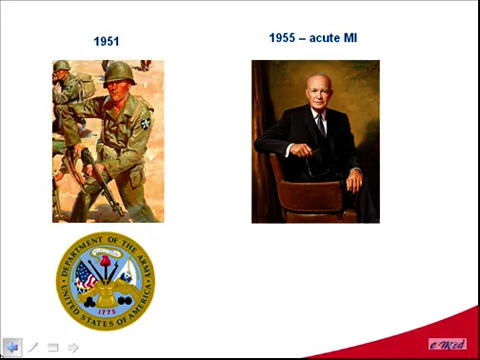 1951
1955 – acute MI
DEPARTMENT OF THE ARMY
UNITED STATES OF AMERICA
1775
e Med